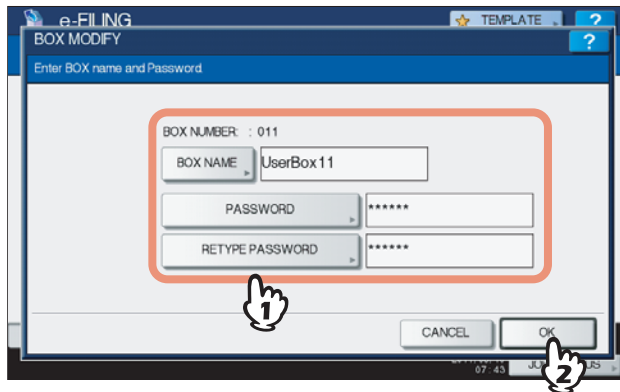 e-FILING
TEMPLATE
?
BOX MODIFY
?
Enter BOX name and Password.
BOX NUMBER: : 011
BOX NAME
UserBox11
PASSWORD
******
RETYPE PASSWORD
******
1
CANCEL
OK
2
07:43